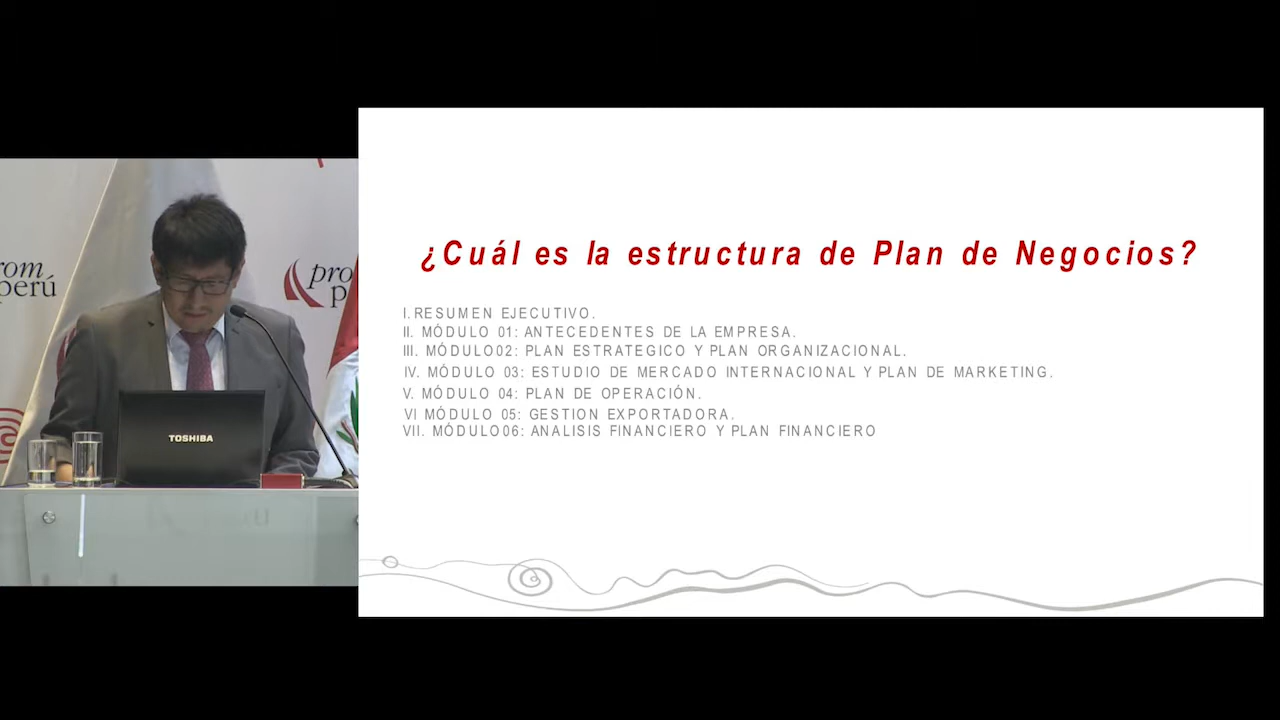 rom
perú
prom
p
TOSHIBA
¿Cuál es la estructura de Plan de Negocios?
I.RESUMEN EJECUTIVO.
II. MÓDULO 01: ANTECEDENTES DE LA EMPRESA.
III. MÓDULO02: PLAN ESTRATEGICO Y PLAN ORGANIZACIONAL.
IV. MÓDULO 03: ESTUDIO DE MERCADO INTERNACIONAL Y PLAN DE MARKETING.
V. MÓDULO 04: PLAN DE OPERACIÓN.
VI MÓDULO 05: GESTION EXPORTADORA.
VII. MÓDULO06: ANALISIS FINANCIERO Y PLAN FINANCIERO